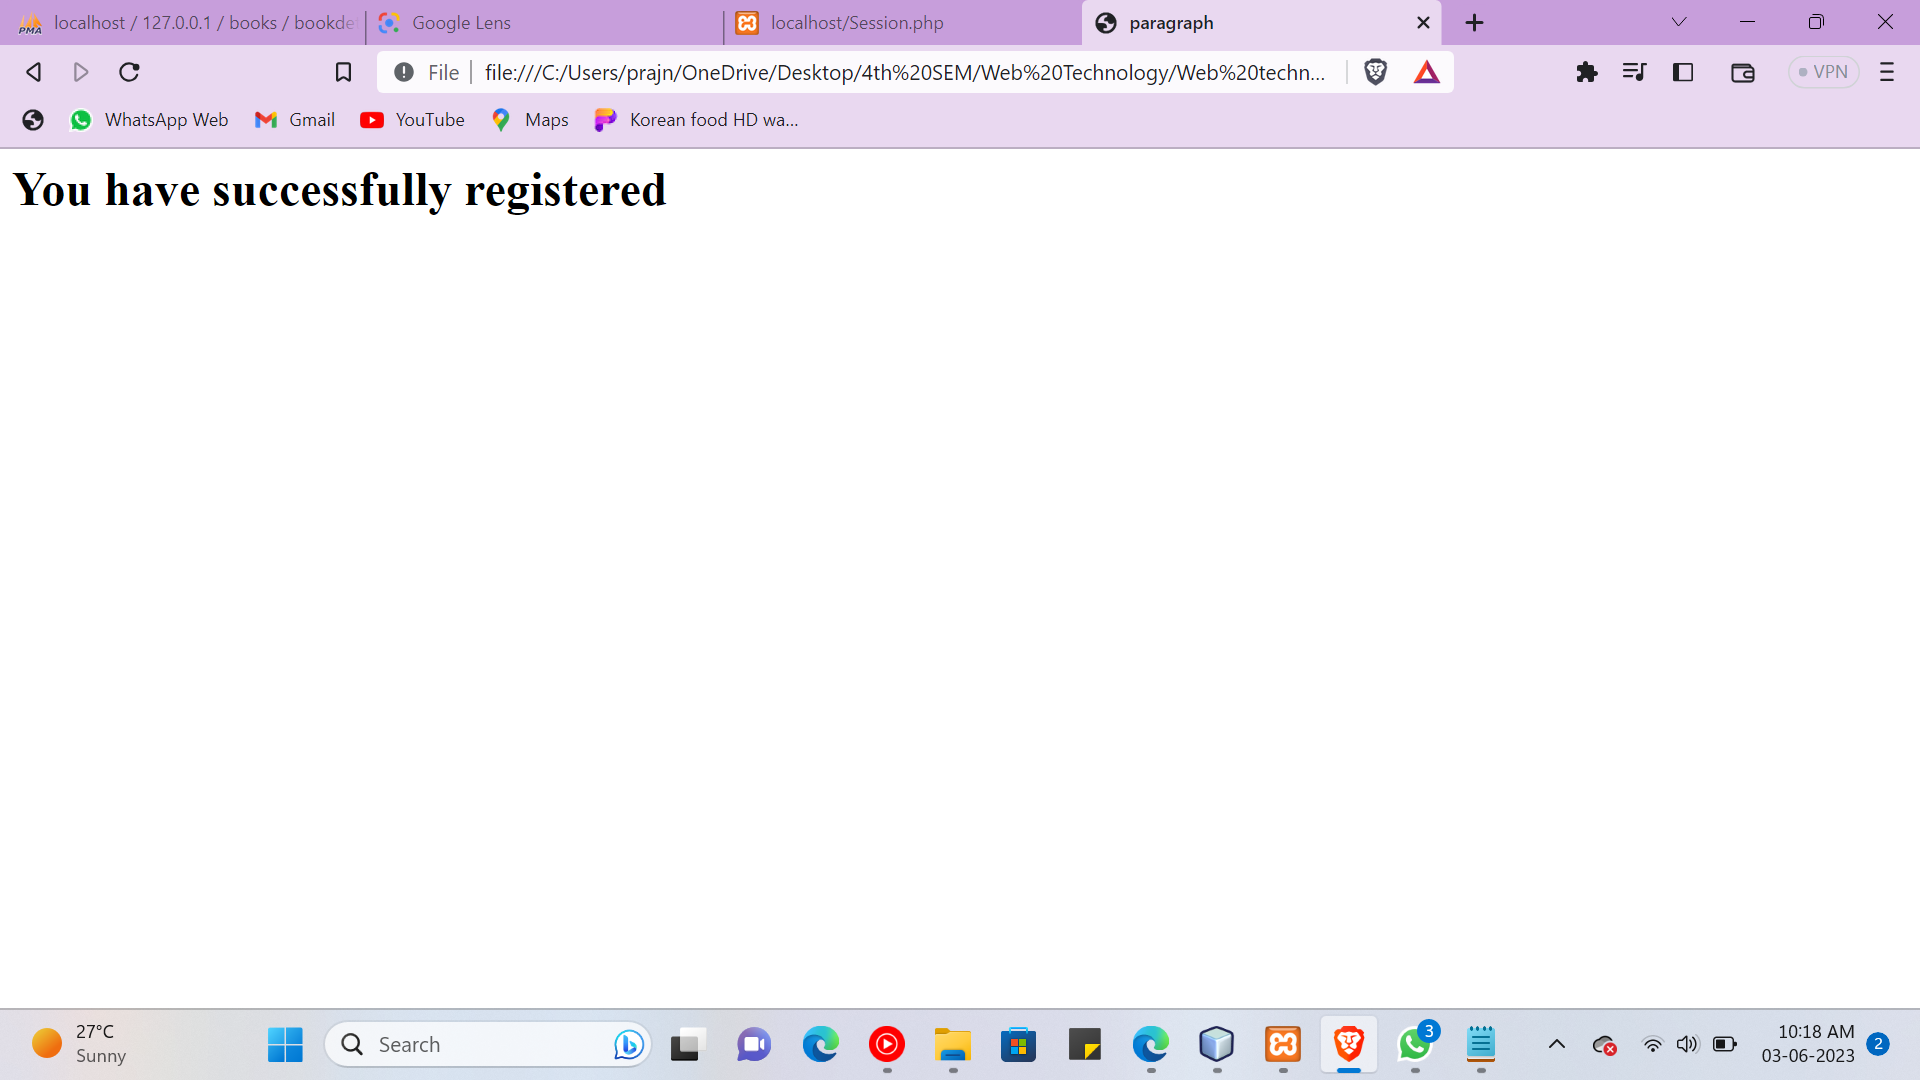 localhost / 127.0.0.1 / books / bookde
Google Lens
localhost/Session.php
paragraph
File
file:///C:/Users/prajn/OneDrive/Desktop/4th%20SEM/Web%20Technology/Web%20techn...
VPN
WhatsApp Web
Gmail
YouTube
Maps
Korean food HD wa...
You have successfully registered
27°C
Sunny
Search
3
10:18 AM
03-06-2023
2
PMA